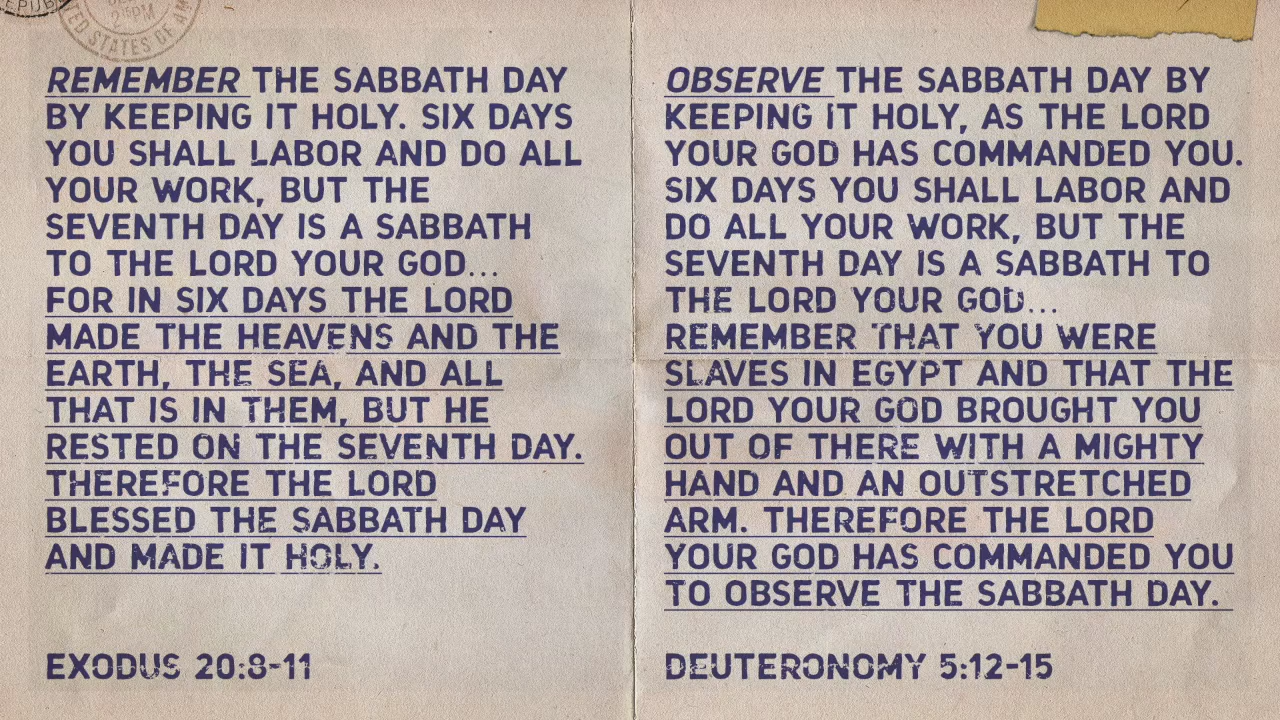 EPUB
2 PM
TED STATES OF AM
REMEMBER THE SABBATH DAY
BY KEEPING IT HOLY. SIX DAYS
YOU SHALL LABOR AND DO ALL
YOUR WORK, BUT THE
SEVENTH DAY IS A SABBATH
TO THE LORD YOUR GOD...
FOR IN SIX DAYS THE LORD
MADE THE HEAVENS AND THE
EARTH, THE SEA, AND ALL
THAT IS IN THEM, BUT HE
RESTED ON THE SEVENTH DAY.
THEREFORE THE LORD
BLESSED THE SABBATH DAY
AND MADE IT HOLY.
EXODUS 20:8-11
OBSERVE THE SABBATH DAY BY
KEEPING IT HOLY, AS THE LORD
YOUR GOD HAS COMMANDED YOU.
SIX DAYS YOU SHALL LABOR AND
DO ALL YOUR WORK, BUT THE
SEVENTH DAY IS A SABBATH TO
THE LORD YOUR GOD...
REMEMBER THAT YOU WERE
SLAVES IN EGYPT AND THAT THE
LORD YOUR GOD BROUGHT YOU
OUT OF THERE WITH A MIGHTY
HAND AND AN OUTSTRETCHED
ARM. THEREFORE THE LORD
YOUR GOD HAS COMMANDED YOU
TO OBSERVE THE SABBATH DAY.
DEUTERONOMY 5:12-15